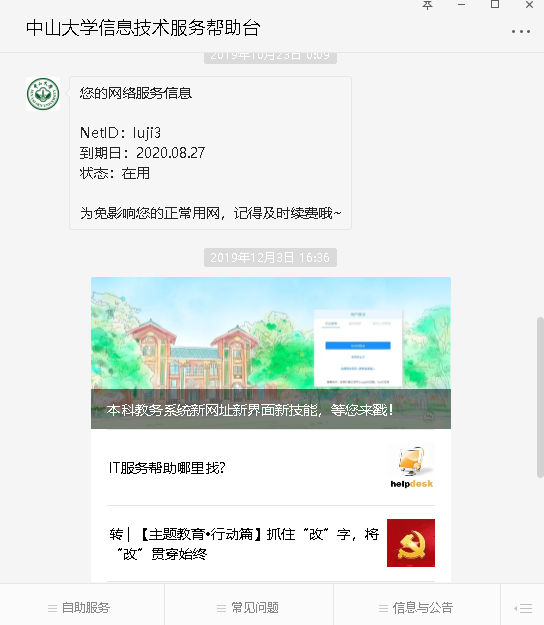 中山大学信息技术服务帮助台
2019年10月23日 0:09
您的网络服务信息
NetID：luji3
到期日：2020.08.27
状态：在用
为免影响您的正常用网，记得及时续费哦~
2019年12月3日 16:36
本科教务系统新网址新界面新技能，等您来戳！
IT服务帮助哪里找？
helpdesk
转 | 【主题教育•行动篇】抓住“改”字，将
“改”贯穿始终
自助服务
常见问题
信息与公告